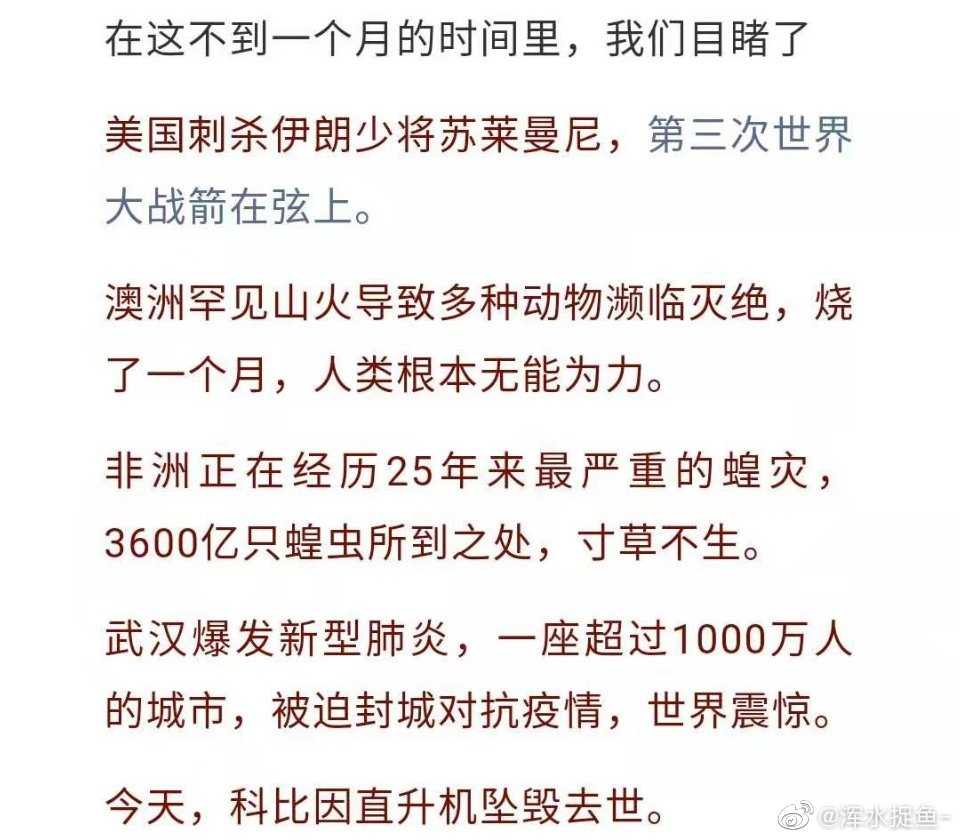 在这不到一个月的时间里，我们目睹了
美国刺杀伊朗少将苏莱曼尼，第三次世界
大战箭在弦上。
澳洲罕见山火导致多种动物濒临灭绝，烧
了一个月，人类根本无能为力。
非洲正在经历25年来最严重的蝗灾，
3600亿只蝗虫所到之处，寸草不生。
武汉爆发新型肺炎，一座超过1000万人
的城市，被迫封城对抗疫情，世界震惊。
今天，科比因直升机坠毁去世。
@浑水捉鱼-